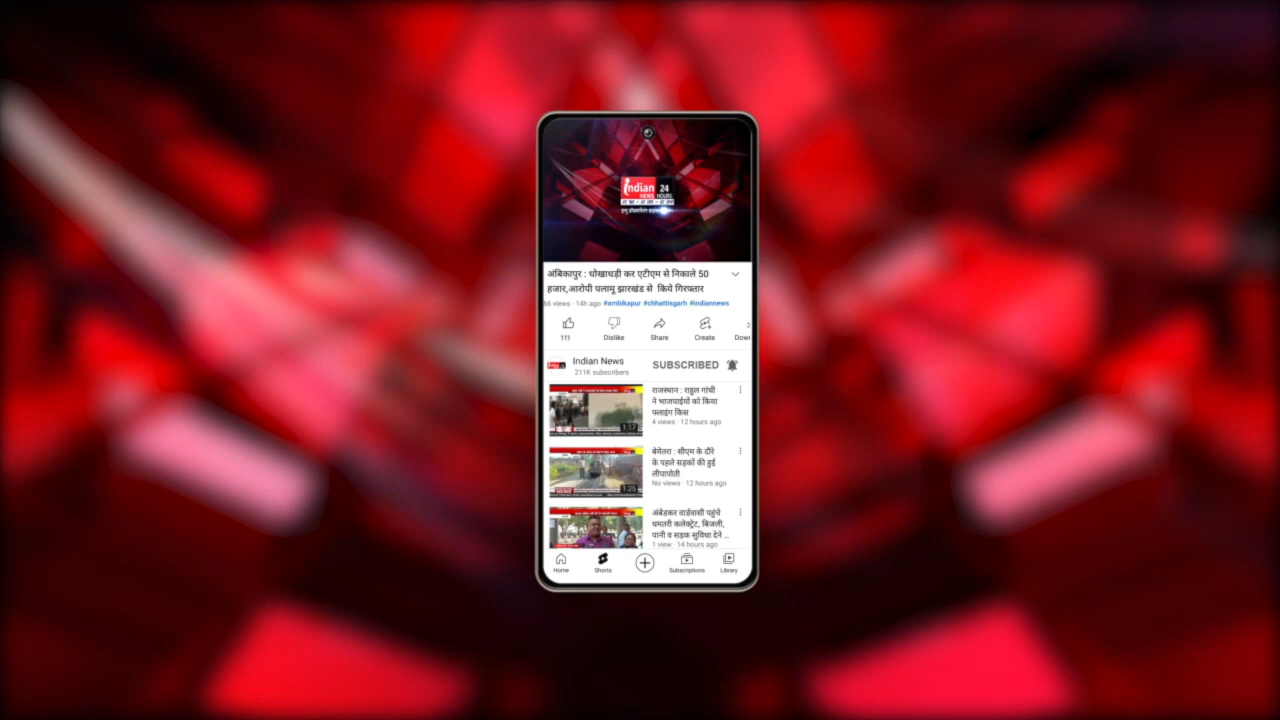 indian
NEWS
24
HOURS
अंबिकापुर : धोखाधड़ी कर एटीएम से निकाले 50
हजार,आरोपी पलामू झारखंड से किये गिरफ्तार
66 views · 14h ago #ambikapur #chhattisgarh #indiannews
111
Dislike
Share
Create
Down
Indian News
211K subscribers
SUBSCRIBED
राजस्थान : राहुल गांधी
ने भाजपाईयों को किया
फ्लाइंग किस
4 views · 12 hours ago
1:17
बेमेतरा : सीएम के दौरे
के पहले सड़कों की हुई
लीपापोती
No views · 12 hours ago
1:25
NEWS
अंबेडकर वार्डवासी पहुंचे
धमतरी कलेक्ट्रेट, बिजली,
पानी व सड़क सुविधा देने ...
1 view · 14 hours ago
Home
Shorts
Subscriptions
Library